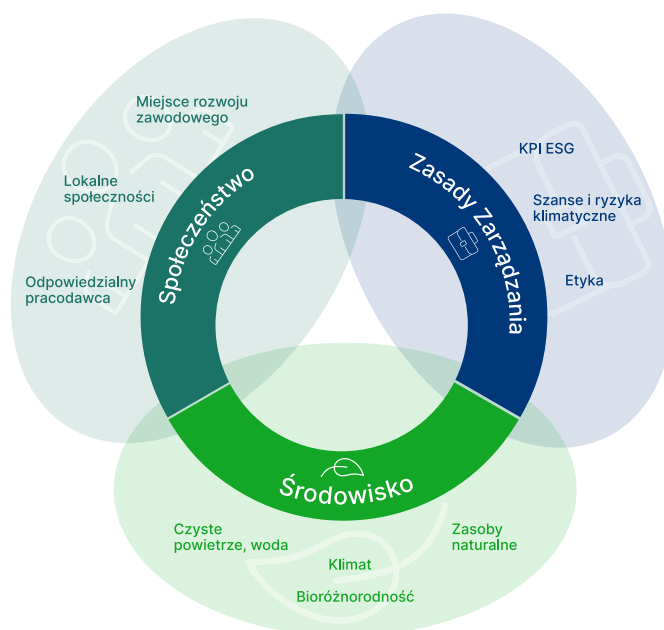 Miejsce rozwoju
zawodowego
Lokalne
społeczności
Odpowiedzialny
pracodawca
Społeczeństwo
Zasady Zarządzania
KPI ESG
Szanse i ryzyka
klimatyczne
Etyka
Środowisko
Czyste
powietrze, woda
Klimat
Zasoby
naturalne
Bioróżnorodność